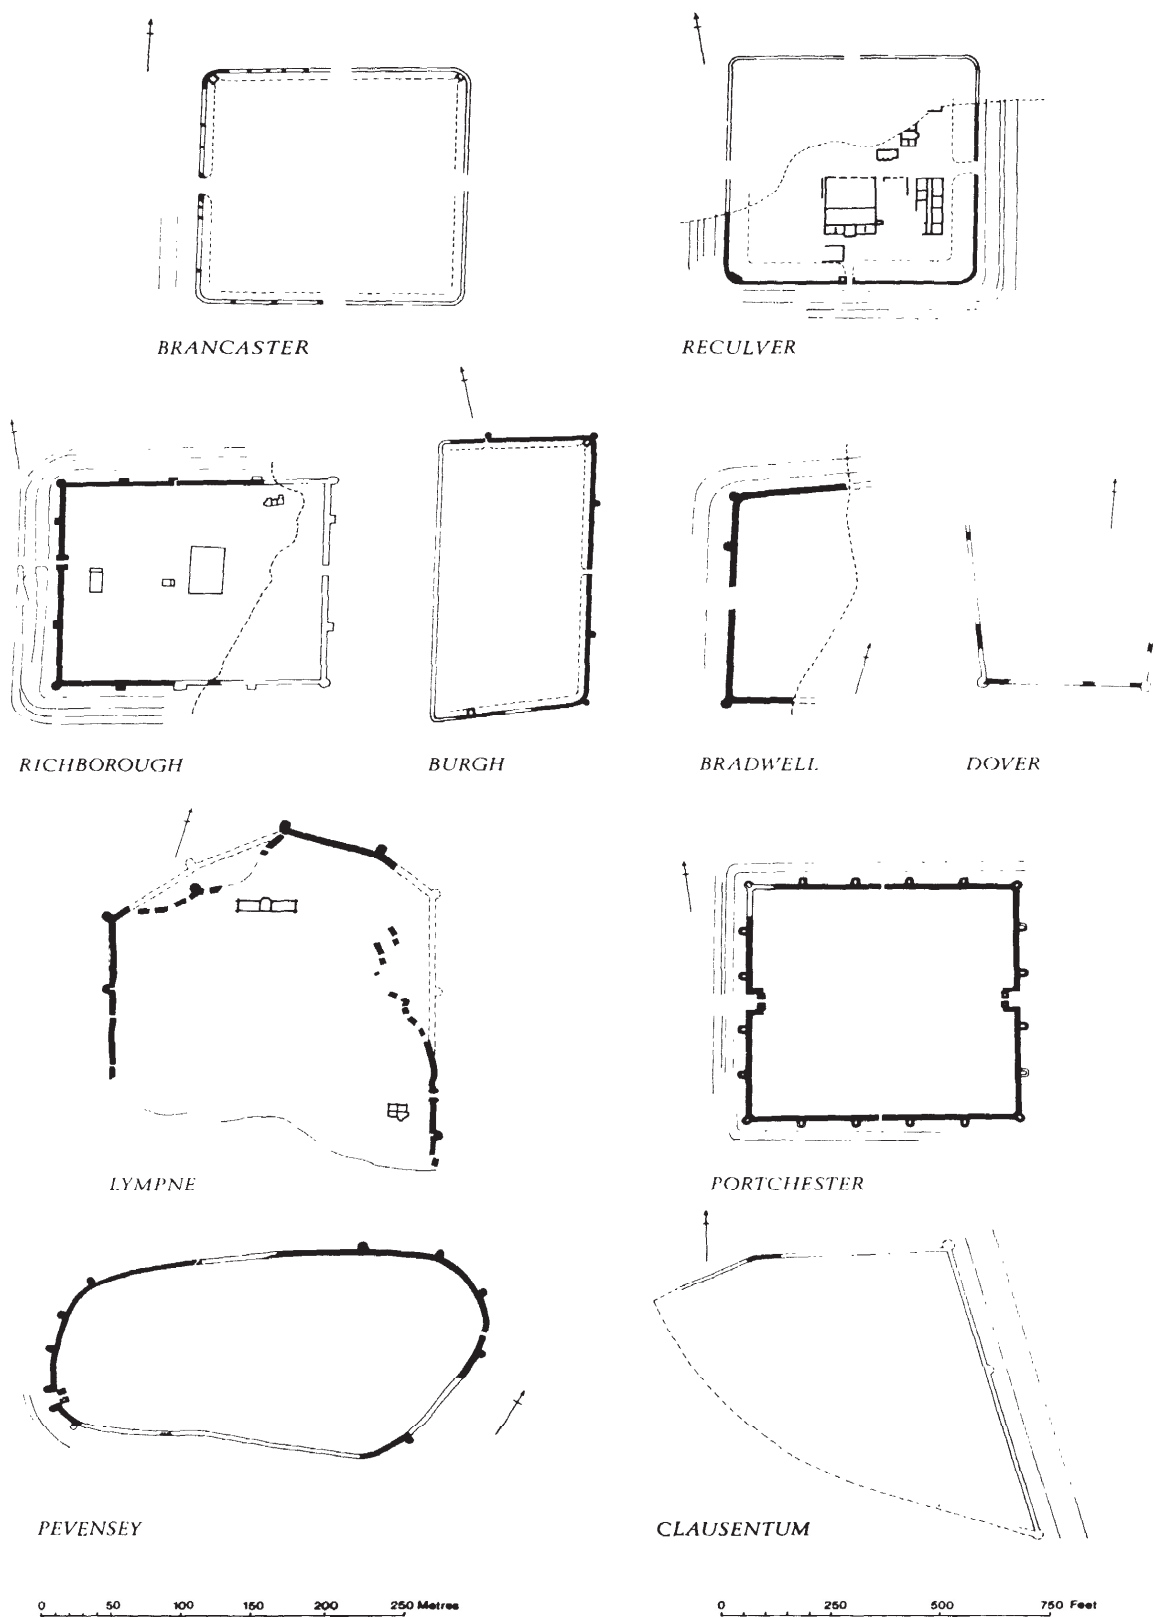 BRANCASTER
RECULVER
RICHBOROUGH
BURGH
BRADWELL
DOVER
LYMPNE
PORTCHESTER
PEVENSEY
CLAUSENTUM
0 50 100 150 200 250 Metres
0 250 500 750 Feet